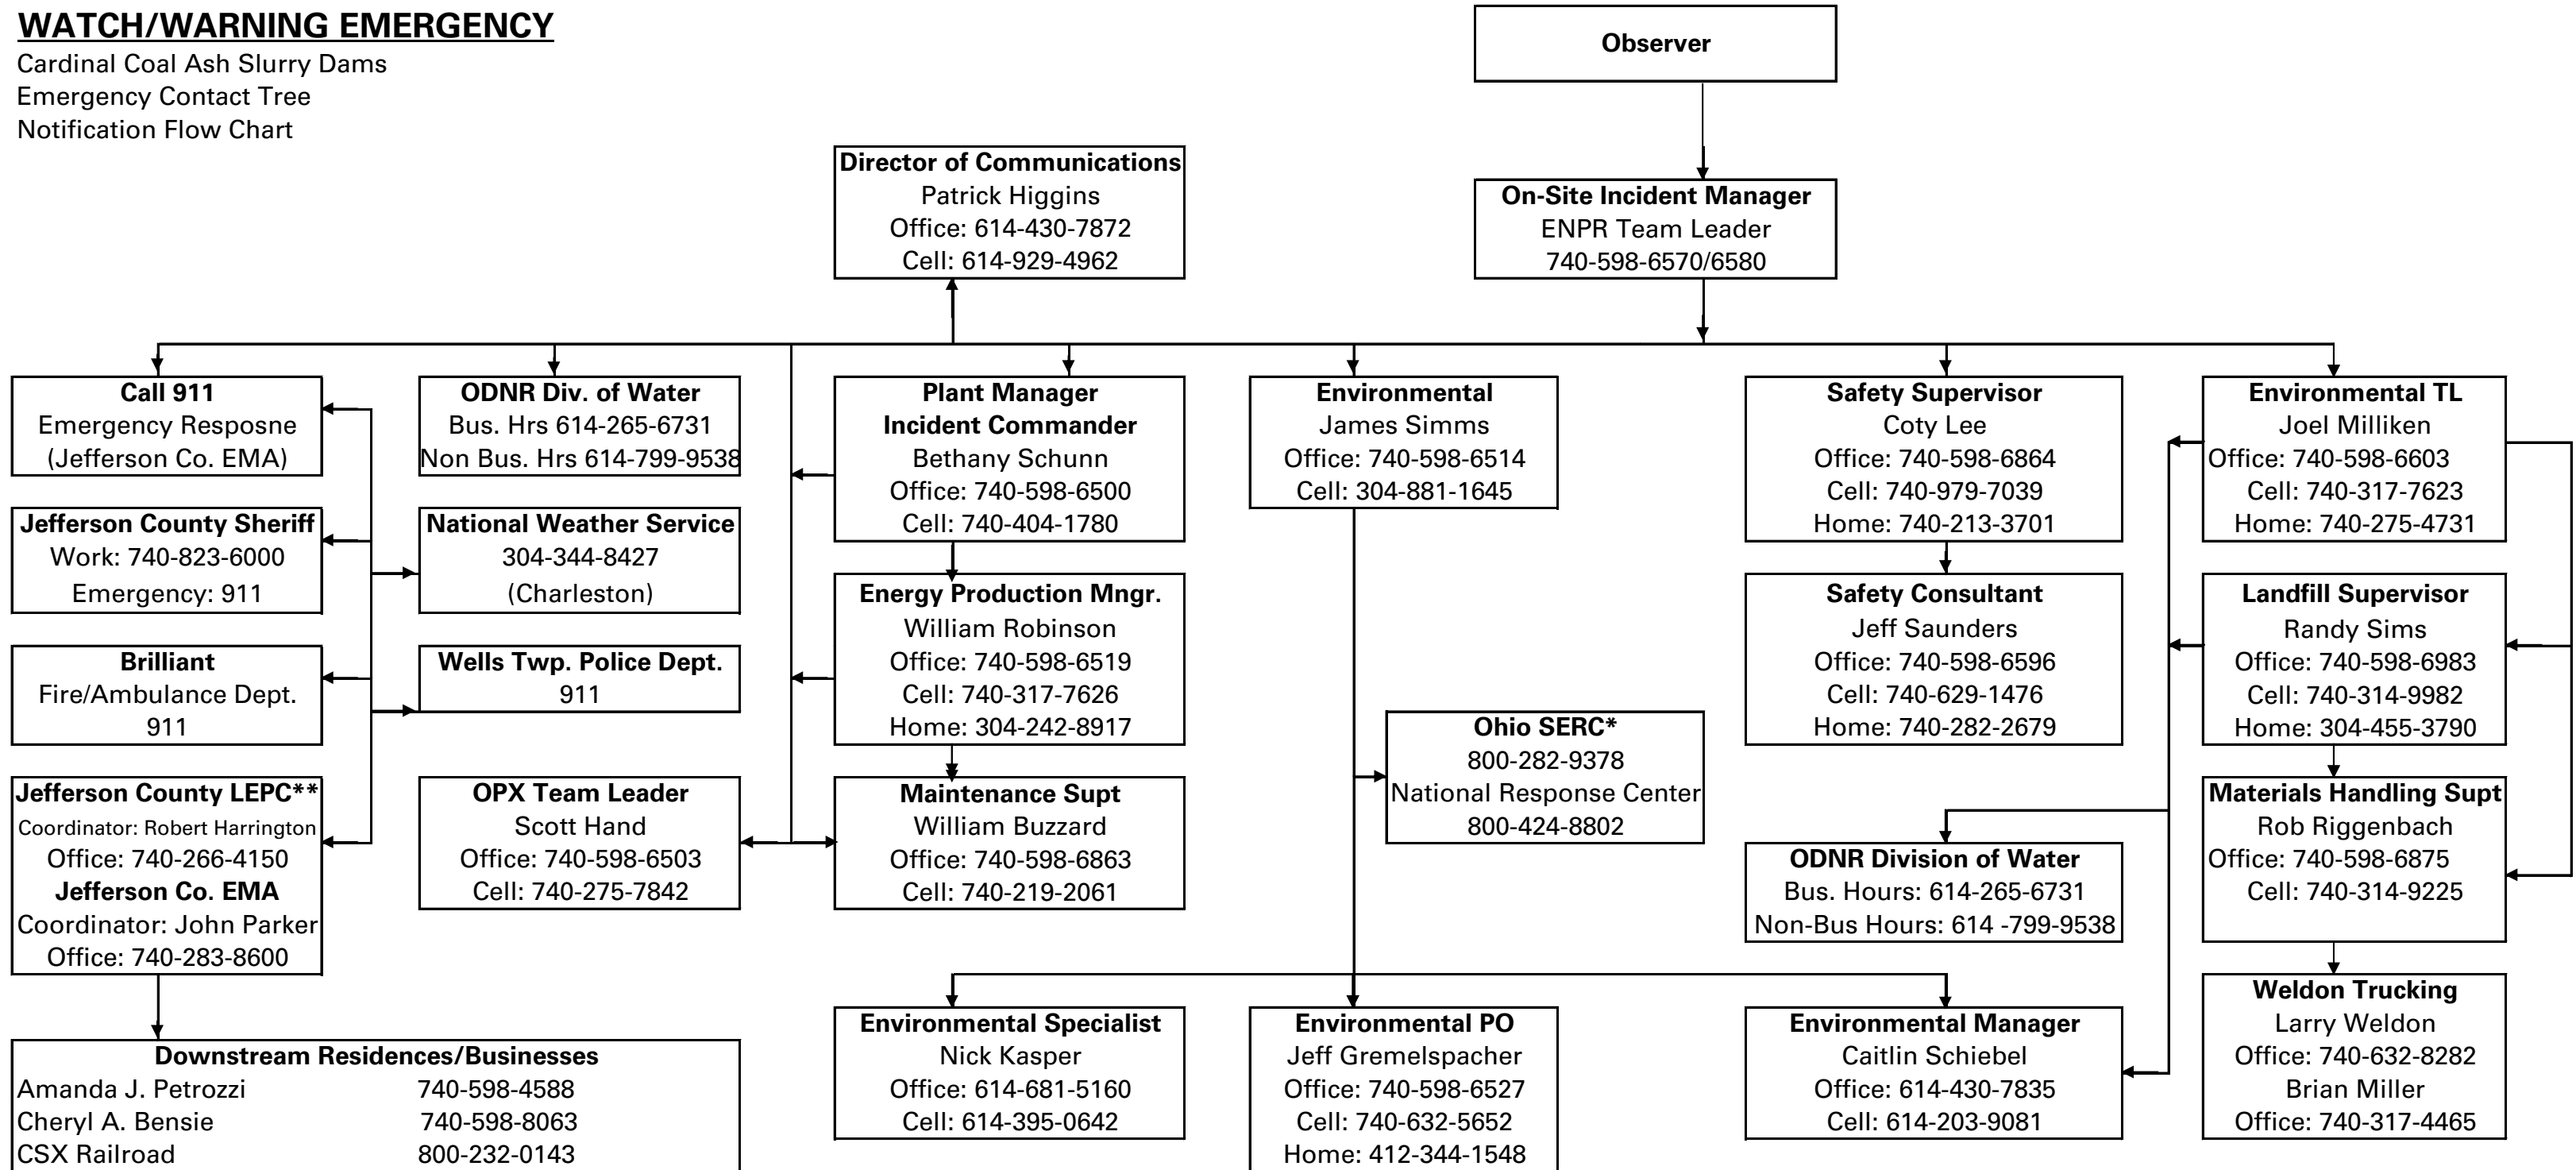 WATCH/WARNING EMERGENCY
Cardinal Coal Ash Slurry Dams
Emergency Contact Tree
Notification Flow Chart
Observer
Director of Communications
Patrick Higgins
Office: 614-430-7872
Cell: 614-929-4962
On-Site Incident Manager
ENPR Team Leader
740-598-6570/6580
Call 911
Emergency Resposne
(Jefferson Co. EMA)
ODNR Div. of Water
Bus. Hrs 614-265-6731
Non Bus. Hrs 614-799-9538
Plant Manager
Incident Commander
Bethany Schunn
Office: 740-598-6500
Cell: 740-404-1780
Environmental
James Simms
Office: 740-598-6514
Cell: 304-881-1645
Safety Supervisor
Coty Lee
Office: 740-598-6864
Cell: 740-979-7039
Home: 740-213-3701
Environmental TL
Joel Milliken
Office: 740-598-6603
Cell: 740-317-7623
Home: 740-275-4731
Jefferson County Sheriff
Work: 740-823-6000
Emergency: 911
National Weather Service
304-344-8427
(Charleston)
Energy Production Mngr.
William Robinson
Office: 740-598-6519
Cell: 740-317-7626
Home: 304-242-8917
Safety Consultant
Jeff Saunders
Office: 740-598-6596
Cell: 740-629-1476
Home: 740-282-2679
Landfill Supervisor
Randy Sims
Office: 740-598-6983
Cell: 740-314-9982
Home: 304-455-3790
Brilliant
Fire/Ambulance Dept.
911
Wells Twp. Police Dept.
911
Ohio SERC*
800-282-9378
National Response Center
800-424-8802
Jefferson County LEPC**
Coordinator: Robert Harrington
Office: 740-266-4150
Jefferson Co. EMA
Coordinator: John Parker
Office: 740-283-8600
OPX Team Leader
Scott Hand
Office: 740-598-6503
Cell: 740-275-7842
Maintenance Supt
William Buzzard
Office: 740-598-6863
Cell: 740-219-2061
ODNR Division of Water
Bus. Hours: 614-265-6731
Non-Bus Hours: 614 -799-9538
Materials Handling Supt
Rob Riggenbach
Office: 740-598-6875
Cell: 740-314-9225
Downstream Residences/Businesses
Amanda J. Petrozzi 740-598-4588
Cheryl A. Bensie 740-598-8063
CSX Railroad 800-232-0143
Environmental Specialist
Nick Kasper
Office: 614-681-5160
Cell: 614-395-0642
Environmental PO
Jeff Gremelspacher
Office: 740-598-6527
Cell: 740-632-5652
Home: 412-344-1548
Environmental Manager
Caitlin Schiebel
Office: 614-430-7835
Cell: 614-203-9081
Weldon Trucking
Larry Weldon
Office: 740-632-8282
Brian Miller
Office: 740-317-4465